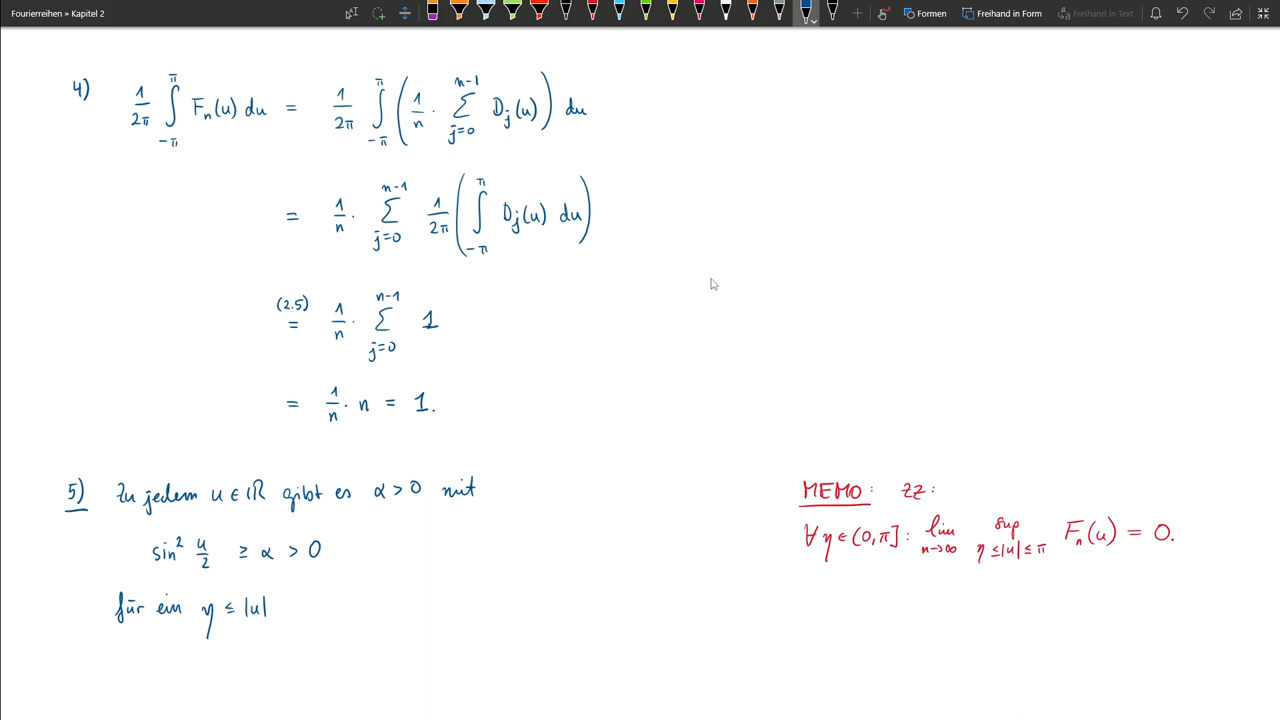 Fourierreihen » Kapitel 2
Formen
Freihand in Form
Freihand in Text
4) 1/2π ∫_{-π}^{π} F_n(u) du = 1/2π ∫_{-π}^{π} (1/n · ∑_{j=0}^{n-1} D_j(u)) du
= 1/n · ∑_{j=0}^{n-1} 1/2π (∫_{-π}^{π} D_j(u) du)
(2.5)
= 1/n · ∑_{j=0}^{n-1} 1
= 1/n · n = 1.
5) Zu jedem u ∈ ℝ gibt es α > 0 mit
sin² u/2 ≥ α > 0
für ein η ≤ |u|
MEMO: ZZ:
∀ η ∈ (0,π]: lim_{n→∞} sup_{η≤|u|≤π} F_n(u) = 0.